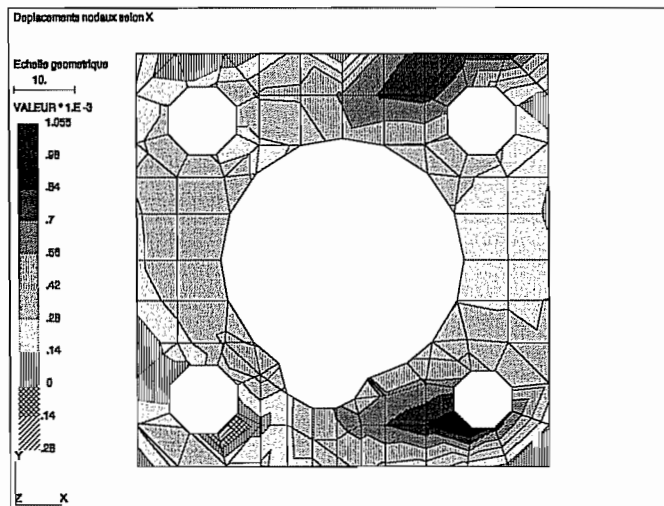 Deplacements nodaux selon X
Echelle geometrique
10.
VALEUR * 1.E -3
1.055
.98
.84
.7
.56
.42
.28
.14
0
.14
.28
Y
Z X